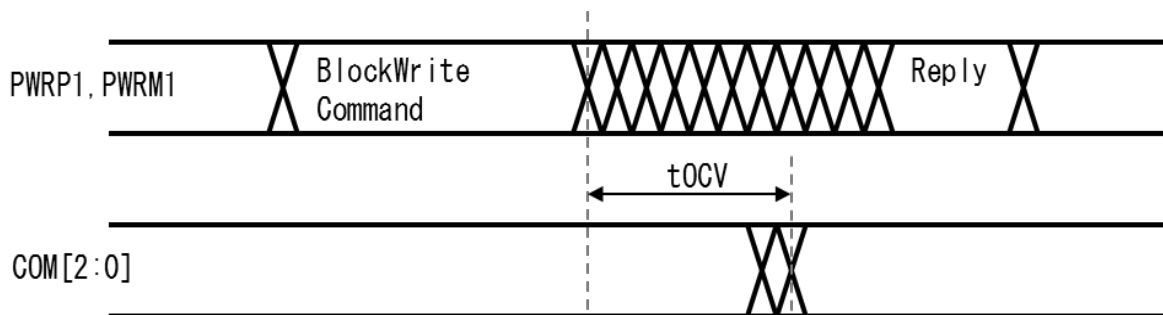 PWRP1, PWRM1
BlockWrite
Command
Reply
tOCV
COM[2:0]